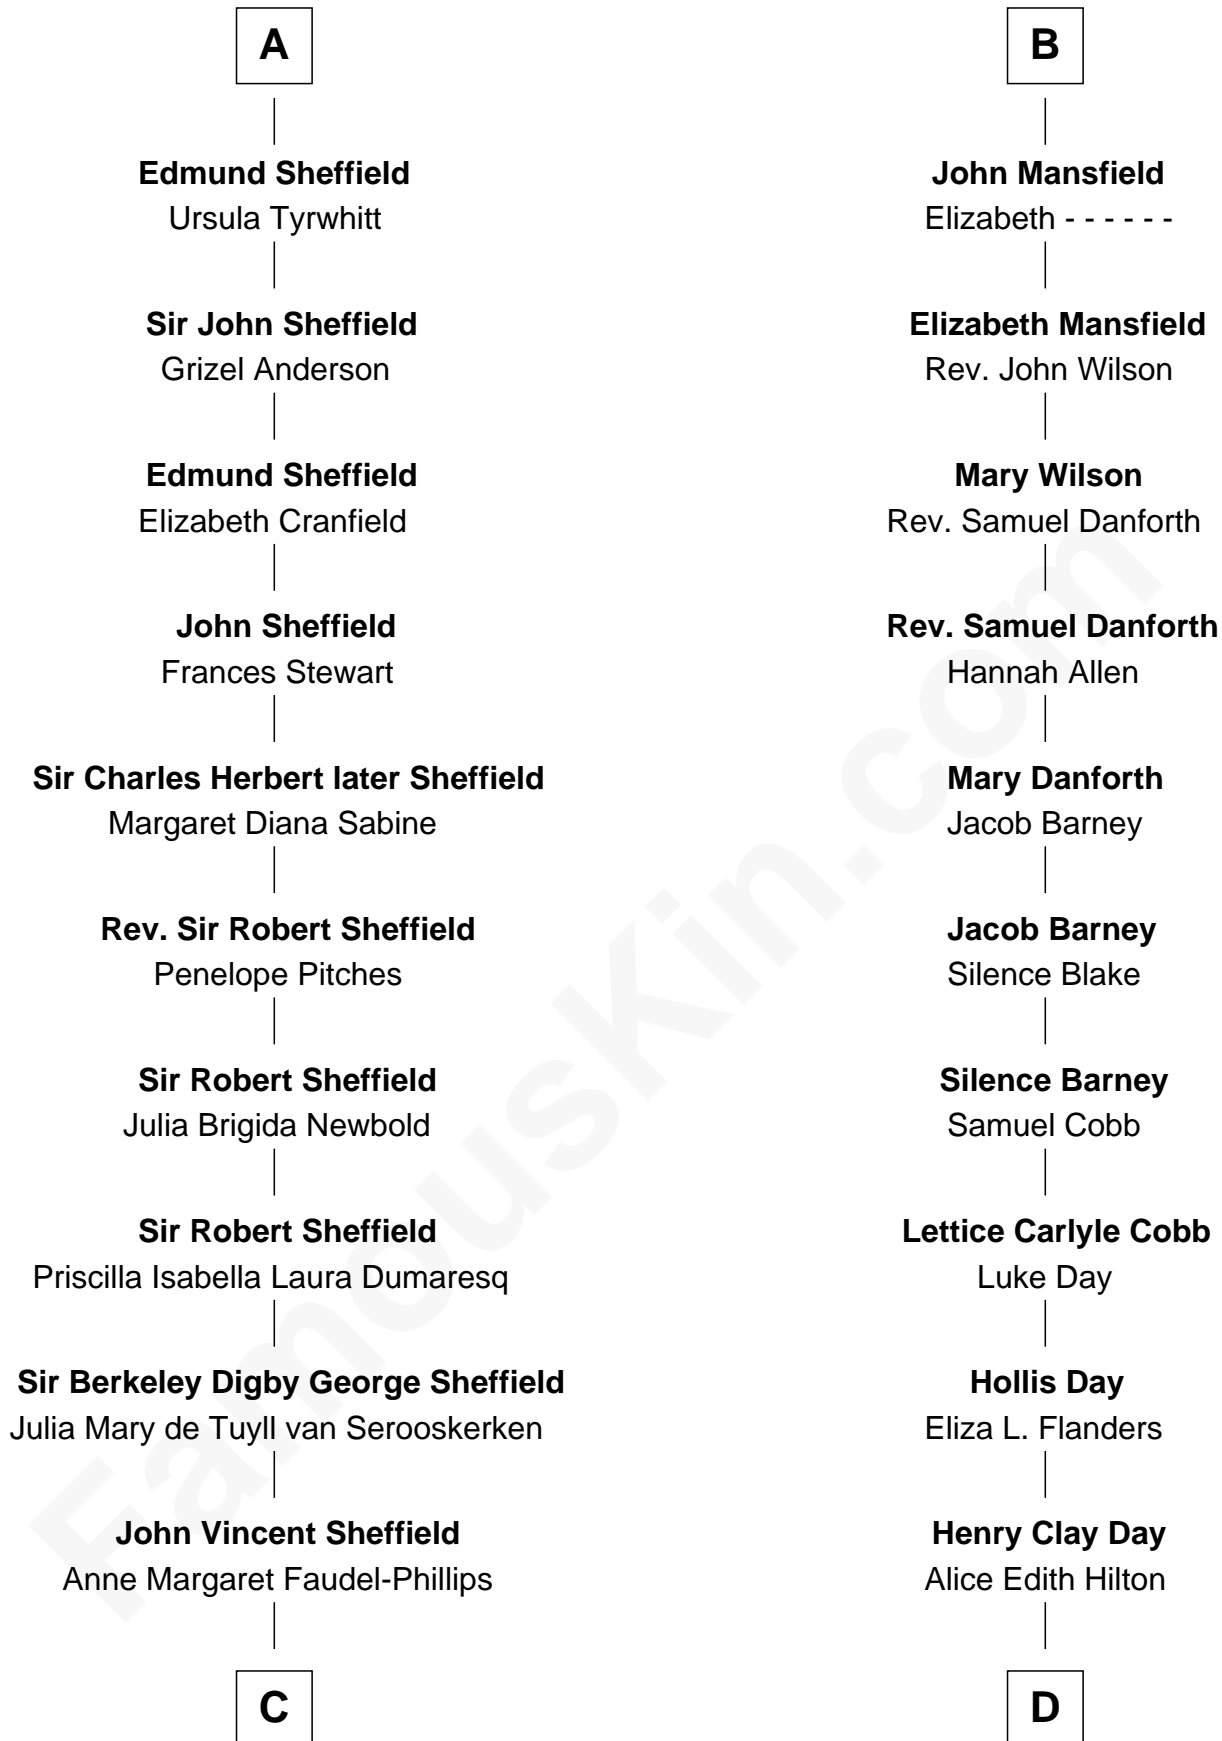 A
Edmund Sheffield
Ursula Tyrwhitt
Sir John Sheffield
Grizel Anderson
Edmund Sheffield
Elizabeth Cranfield
John Sheffield
Frances Stewart
Sir Charles Herbert later Sheffield
Margaret Diana Sabine
Rev. Sir Robert Sheffield
Penelope Pitches
Sir Robert Sheffield
Julia Brigida Newbold
Sir Robert Sheffield
Priscilla Isabella Laura Dumaresq
Sir Berkeley Digby George Sheffield
Julia Mary de Tuyll van Serooskerken
John Vincent Sheffield
Anne Margaret Faudel-Phillips
C
B
John Mansfield
Elizabeth - - - - - -
Elizabeth Mansfield
Rev. John Wilson
Mary Wilson
Rev. Samuel Danforth
Rev. Samuel Danforth
Hannah Allen
Mary Danforth
Jacob Barney
Jacob Barney
Silence Blake
Silence Barney
Samuel Cobb
Lettice Carlyle Cobb
Luke Day
Hollis Day
Eliza L. Flanders
Henry Clay Day
Alice Edith Hilton
D
FamousKin.com